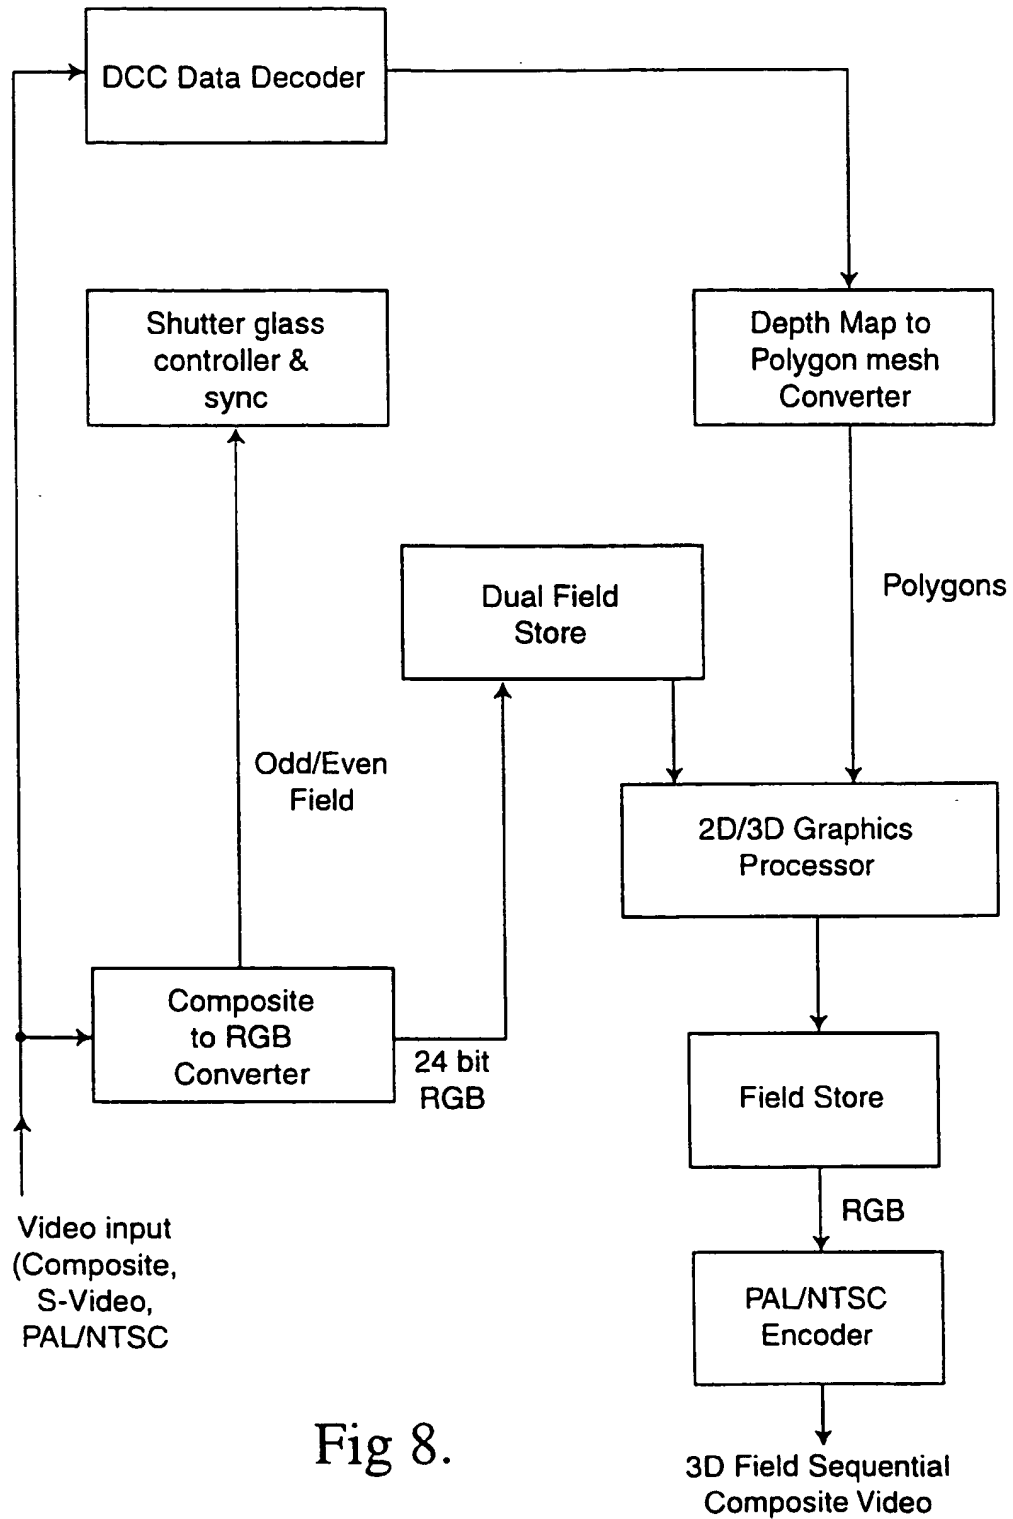 DCC Data Decoder
Shutter glass
controller &
sync
Depth Map to
Polygon mesh
Converter
Dual Field
Store
Polygons
Odd/Even
Field
2D/3D Graphics
Processor
Composite
to RGB
Converter
24 bit
RGB
Field Store
RGB
Video input
(Composite,
S-Video,
PAL/NTSC
PAL/NTSC
Encoder
Fig 8.
3D Field Sequential
Composite Video